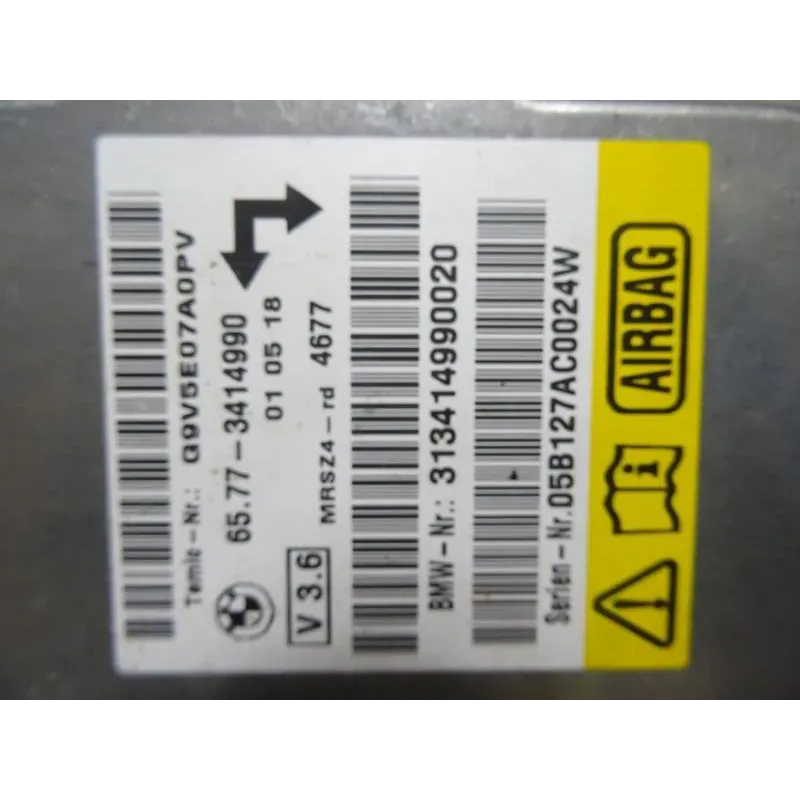 Temic-Nr.: Q9V5E07A0PV
65.77-3414990
01 05 18
V 3.6
MRSZ4-rd 4677
BMW-Nr.: 313414990020
Serien-Nr. 05B127AC0024W
AIRBAG